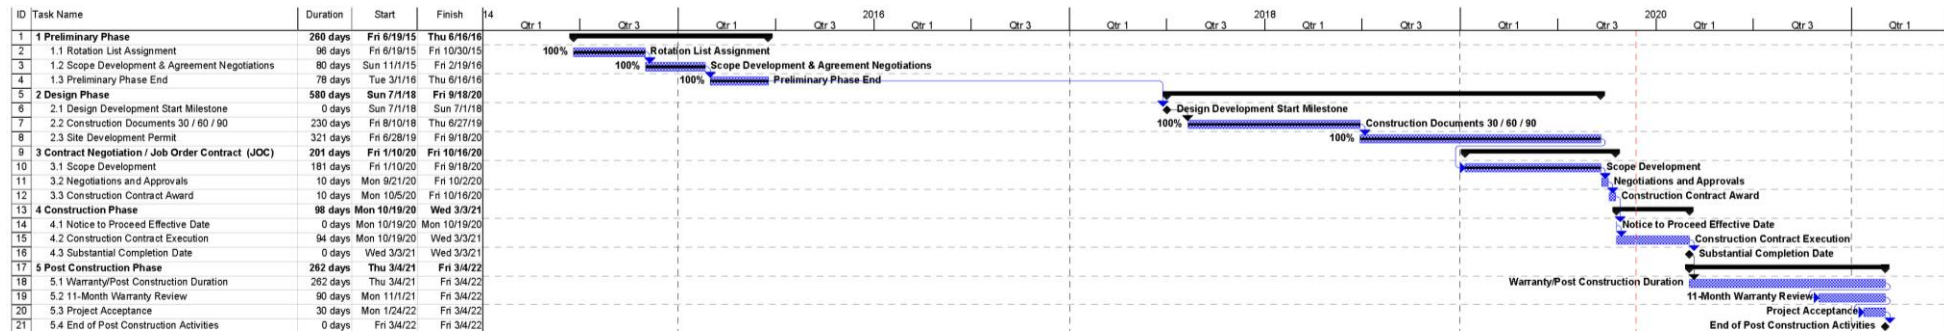 ID Task Name Duration Start Finish 14 2016 2018 2020
Qtr 1 Qtr 3 Qtr 1 Qtr 3 Qtr 1 Qtr 3 Qtr 1 Qtr 3 Qtr 1 Qtr 3 Qtr 1 Qtr 3 Qtr 1 Qtr 3 Qtr 1
1 1 Preliminary Phase 260 days Fri 6/19/15 Thu 6/16/16
2 1.1 Rotation List Assignment 96 days Fri 6/19/15 Fri 10/30/15 100% Rotation List Assignment
3 1.2 Scope Development & Agreement Negotiations 80 days Sun 11/1/15 Fri 2/19/16 100% Scope Development & Agreement Negotiations
4 1.3 Preliminary Phase End 78 days Tue 3/1/16 Thu 6/16/16 100% Preliminary Phase End
5 2 Design Phase 580 days Sun 7/1/18 Fri 9/18/20
6 2.1 Design Development Start Milestone 0 days Sun 7/1/18 Sun 7/1/18 Design Development Start Milestone
7 2.2 Construction Documents 30 / 60 / 90 230 days Fri 8/10/18 Thu 6/27/19 100% Construction Documents 30 / 60 / 90
8 2.3 Site Development Permit 321 days Fri 6/28/19 Fri 9/18/20 100%
9 3 Contract Negotiation / Job Order Contract (JOC) 201 days Fri 1/10/20 Fri 10/16/20
10 3.1 Scope Development 181 days Fri 1/10/20 Fri 9/18/20 Scope Development
11 3.2 Negotiations and Approvals 10 days Mon 9/21/20 Fri 10/2/20 Negotiations and Approvals
12 3.3 Construction Contract Award 10 days Mon 10/5/20 Fri 10/16/20 Construction Contract Award
13 4 Construction Phase 98 days Mon 10/19/20 Wed 3/3/21
14 4.1 Notice to Proceed Effective Date 0 days Mon 10/19/20 Mon 10/19/20 Notice to Proceed Effective Date
15 4.2 Construction Contract Execution 94 days Mon 10/19/20 Wed 3/3/21 Construction Contract Execution
16 4.3 Substantial Completion Date 0 days Wed 3/3/21 Wed 3/3/21 Substantial Completion Date
17 5 Post Construction Phase 262 days Thu 3/4/21 Fri 3/4/22
18 5.1 Warranty/Post Construction Duration 262 days Thu 3/4/21 Fri 3/4/22 Warranty/Post Construction Duration
19 5.2 11-Month Warranty Review 90 days Mon 11/1/21 Fri 3/4/22 11-Month Warranty Review
20 5.3 Project Acceptance 30 days Mon 1/24/22 Fri 3/4/22 Project Acceptance
21 5.4 End of Post Construction Activities 0 days Fri 3/4/22 Fri 3/4/22 End of Post Construction Activities